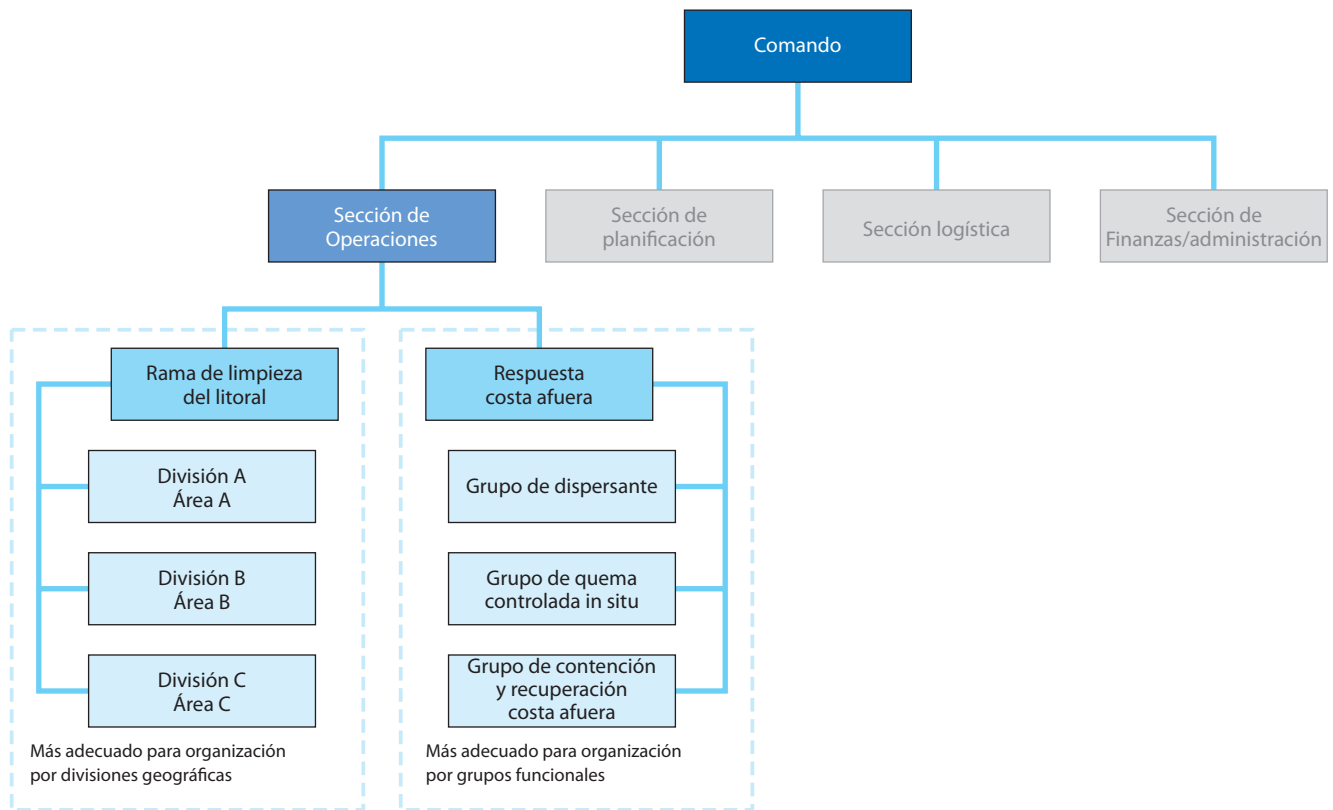 Comando
Sección de
Operaciones
Sección de
planificación
Sección logística
Sección de
Finanzas/administración
Rama de limpieza
del litoral
División A
Área A
División B
Área B
División C
Área C
Más adecuado para organización
por divisiones geográficas
Respuesta
costa afuera
Grupo de dispersante
Grupo de quema
controlada in situ
Grupo de contención
y recuperación
costa afuera
Más adecuado para organización
por grupos funcionales